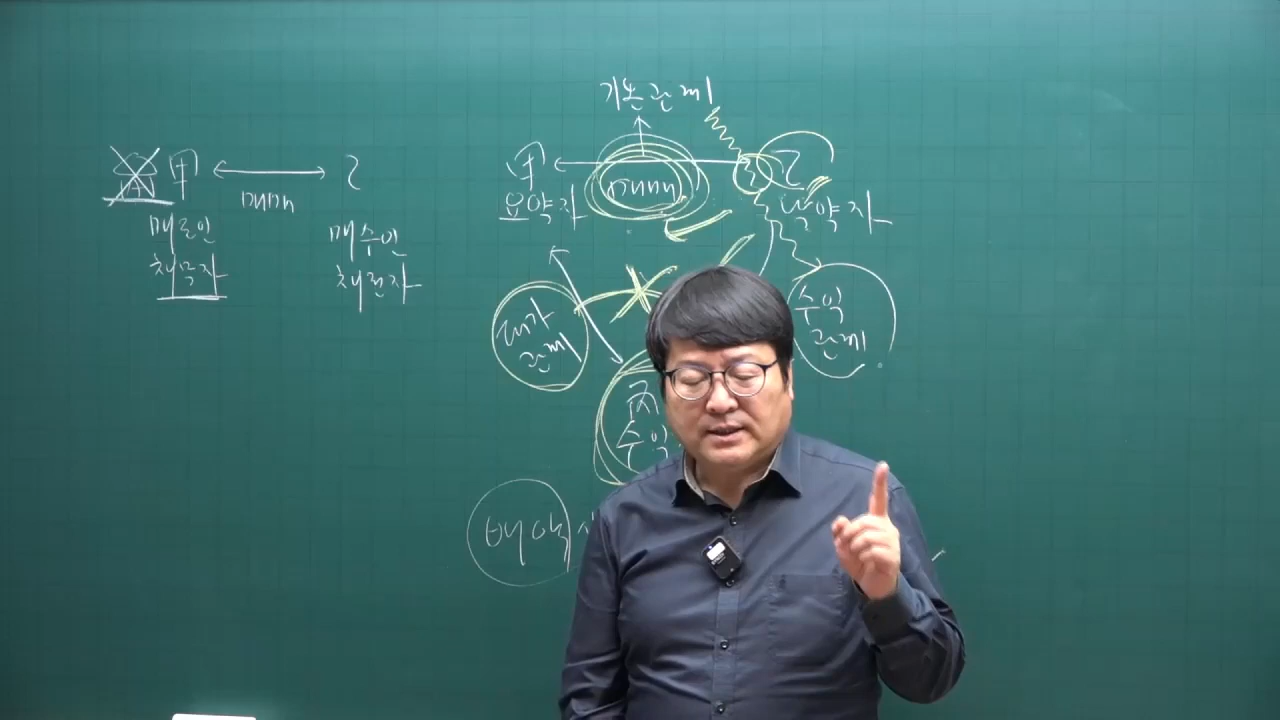 기본관계
甲 乙
매매
매도인
채무자
매수인
채권자
甲 매매 乙
요약자
낙약자
대가
관계
수익
관계
丙
수익